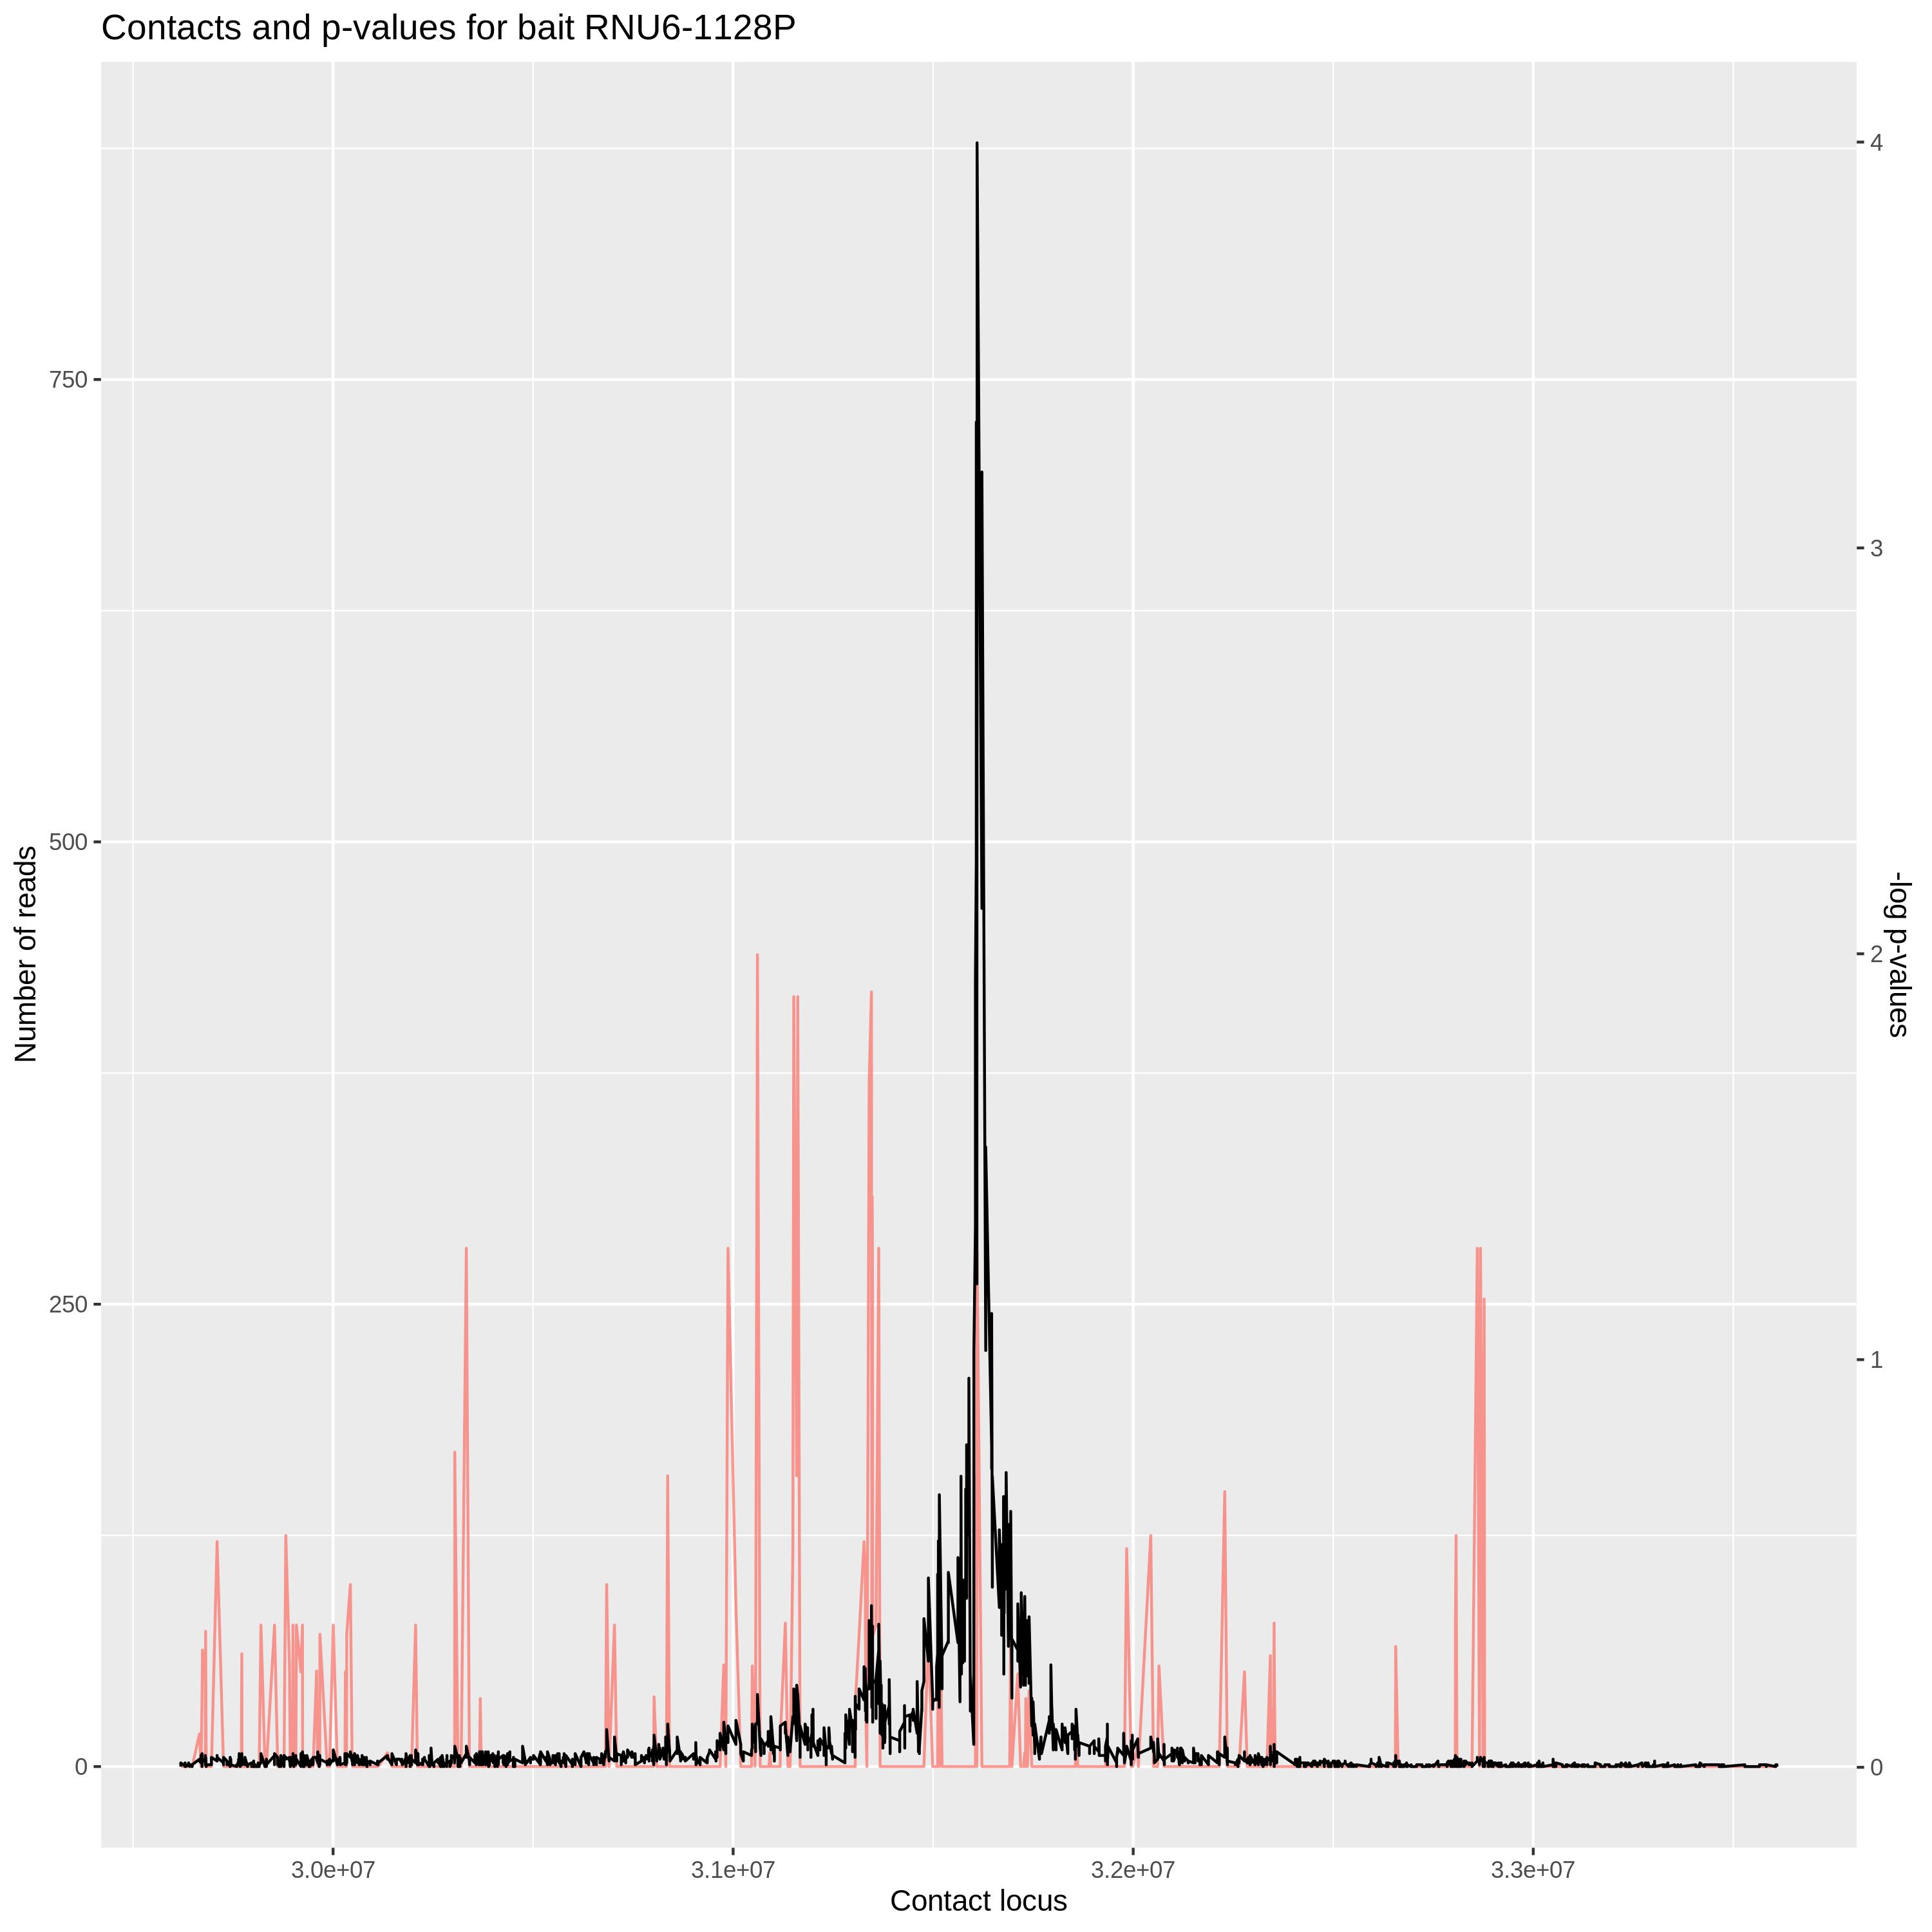 Contacts and p-values for bait RNU6-1128P
Number of reads
750
500
250
0
4
3
2
1
0
-log p-values
3.0e+07
3.1e+07
3.2e+07
3.3e+07
Contact locus